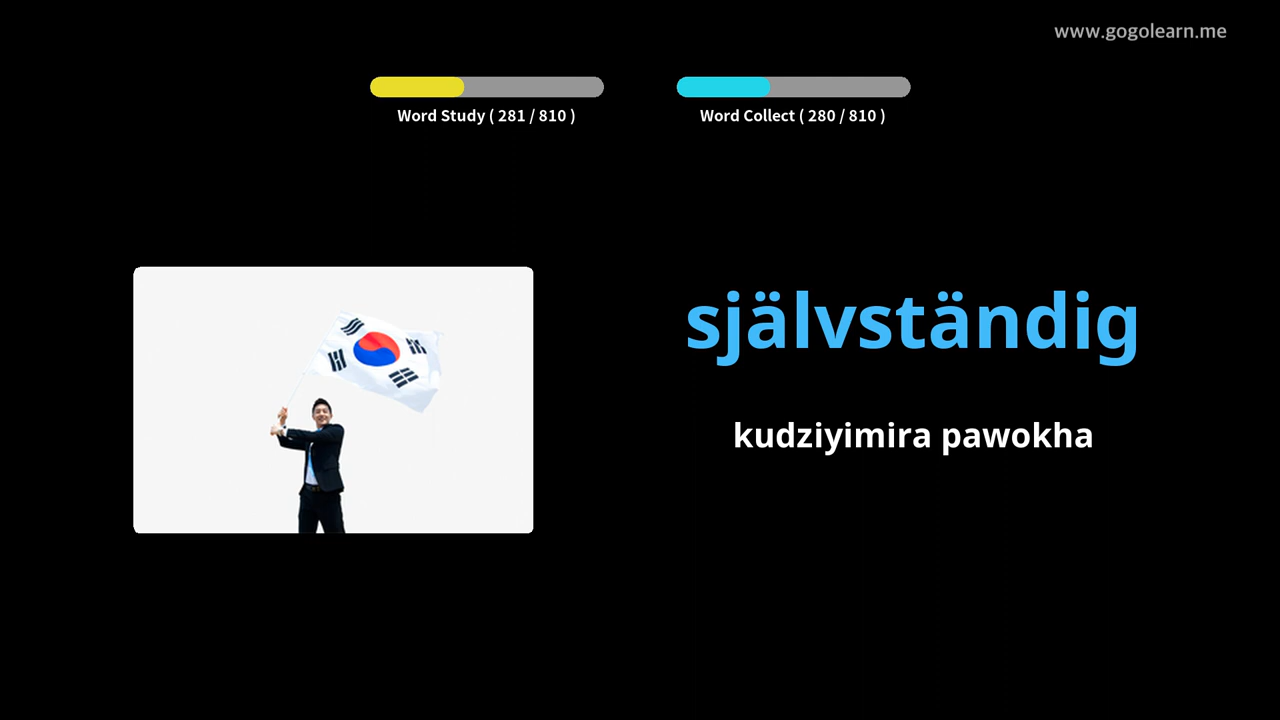 www.gogolearn.me
Word Study ( 281 / 810 )
Word Collect ( 280 / 810 )
självständig
kudziyimira pawokha